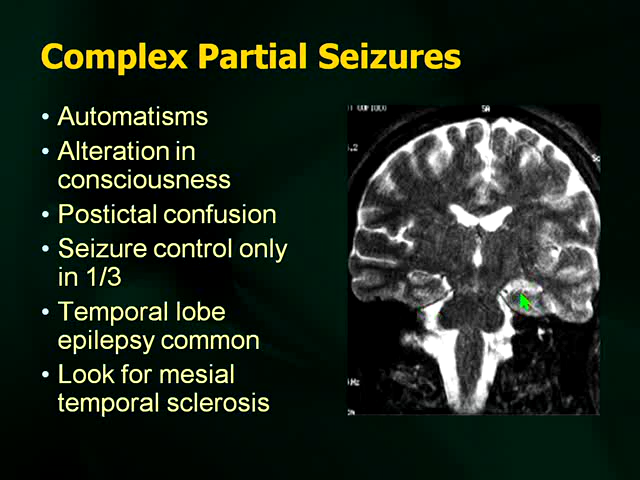 Complex Partial Seizures
• Automatisms
• Alteration in
consciousness
• Postictal confusion
• Seizure control only
in 1/3
• Temporal lobe
epilepsy common
• Look for mesial
temporal sclerosis
SA